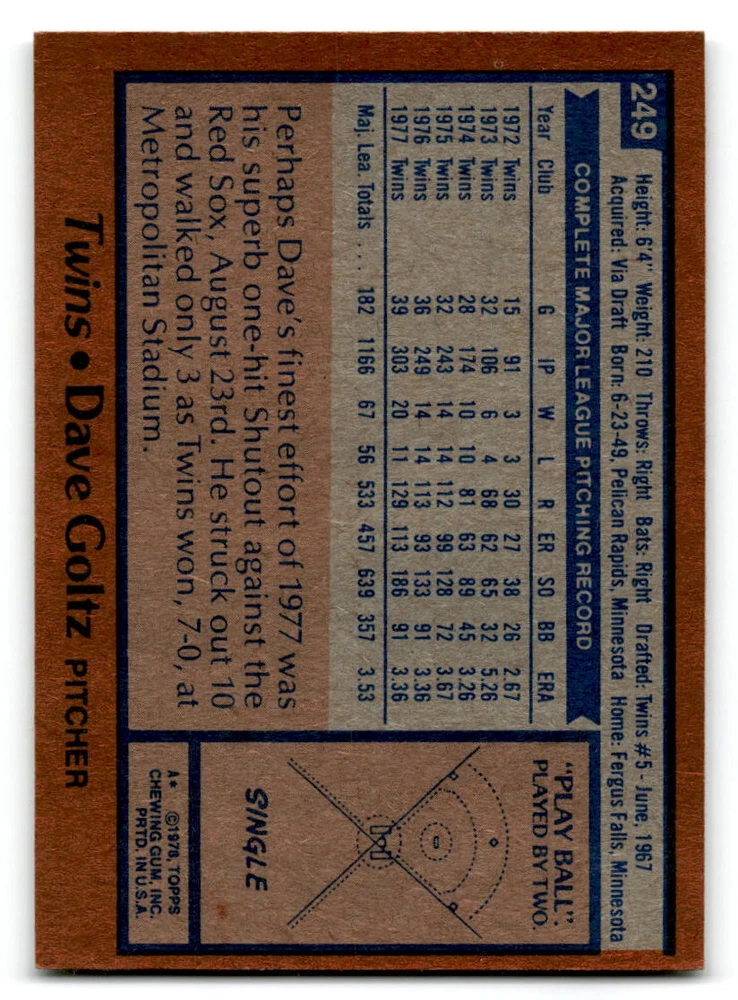 249
Height: 6'4" Weight: 210 Throws: Right Bats: Right Drafted: Twins #5 - June, 1967
Acquired: Via Draft Born: 6-23-49, Pelican Rapids, Minnesota Home: Fergus Falls, Minnesota
COMPLETE MAJOR LEAGUE PITCHING RECORD
Year Club G IP W L R ER SO BB ERA
1972 Twins 15 91 3 3 30 27 38 26 2.67
1973 Twins 32 106 6 4 68 62 65 32 5.26
1974 Twins 28 174 10 10 81 63 89 45 3.26
1975 Twins 32 243 14 14 112 99 128 72 3.67
1976 Twins 36 249 14 14 113 93 133 91 3.36
1977 Twins 39 303 20 11 129 113 186 91 3.36
Maj. Lea. Totals . . . 182 1166 67 56 533 457 639 357 3.53
Perhaps Dave's finest effort of 1977 was
his superb one-hit Shutout against the
Red Sox, August 23rd. He struck out 10
and walked only 3 as Twins won, 7-0, at
Metropolitan Stadium.
"PLAY BALL".
PLAYED BY TWO.
SINGLE
A* ©1978, TOPPS
CHEWING GUM, INC.
PRTD. IN U.S.A.
Twins • Dave Goltz PITCHER